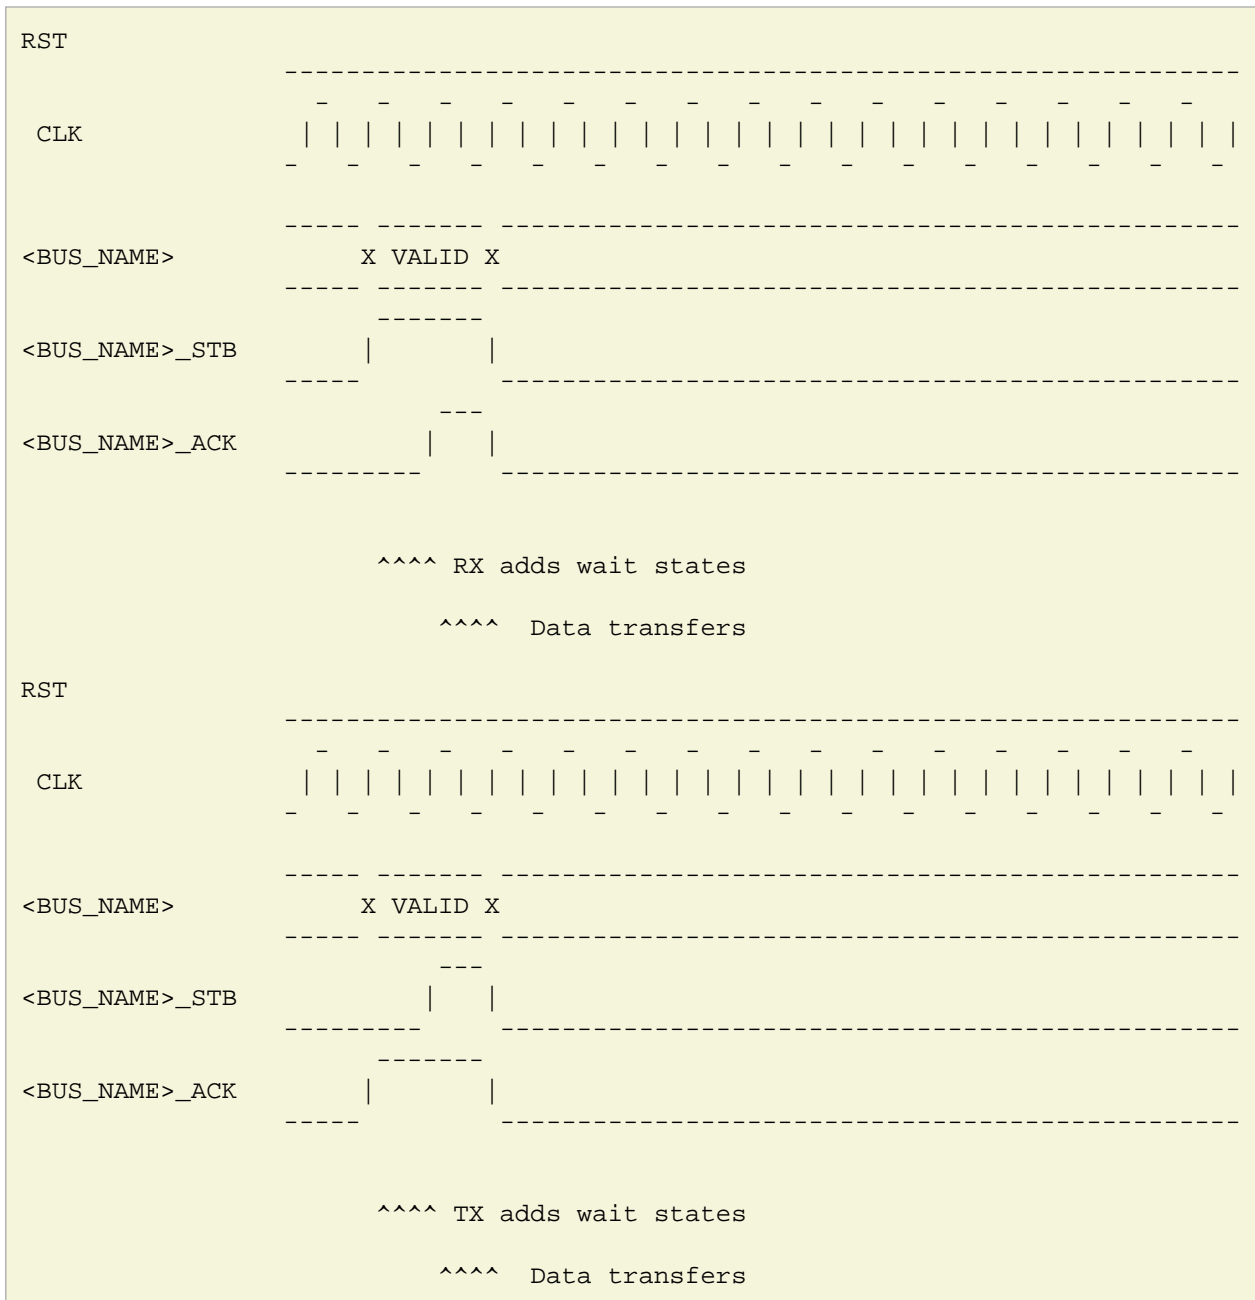 RST
                 --------------------------------------------------------------
                   -   -   -   -   -   -   -   -   -   -   -   -   -   -   -
 CLK              | | | | | | | | | | | | | | | | | | | | | | | | | | | | | | |
                 -   -   -   -   -   -   -   -   -   -   -   -   -   -   -   -
                 ----- ------- ------------------------------------------------
<BUS_NAME>            X VALID X
                 ----- ------- ------------------------------------------------
                       -------
<BUS_NAME>_STB        |       |
                 -----         ------------------------------------------------
                           ---
<BUS_NAME>_ACK            |   |
                 ---------     ------------------------------------------------
                       ^^^^ RX adds wait states
                           ^^^^  Data transfers
RST
                 --------------------------------------------------------------
                   -   -   -   -   -   -   -   -   -   -   -   -   -   -   -
 CLK              | | | | | | | | | | | | | | | | | | | | | | | | | | | | | | |
                 -   -   -   -   -   -   -   -   -   -   -   -   -   -   -   -
                 ----- ------- ------------------------------------------------
<BUS_NAME>            X VALID X
                 ----- ------- ------------------------------------------------
                           ---
<BUS_NAME>_STB            |   |
                 ---------     ------------------------------------------------
                       -------
<BUS_NAME>_ACK        |       |
                 -----         ------------------------------------------------
                       ^^^^ TX adds wait states
                           ^^^^  Data transfers